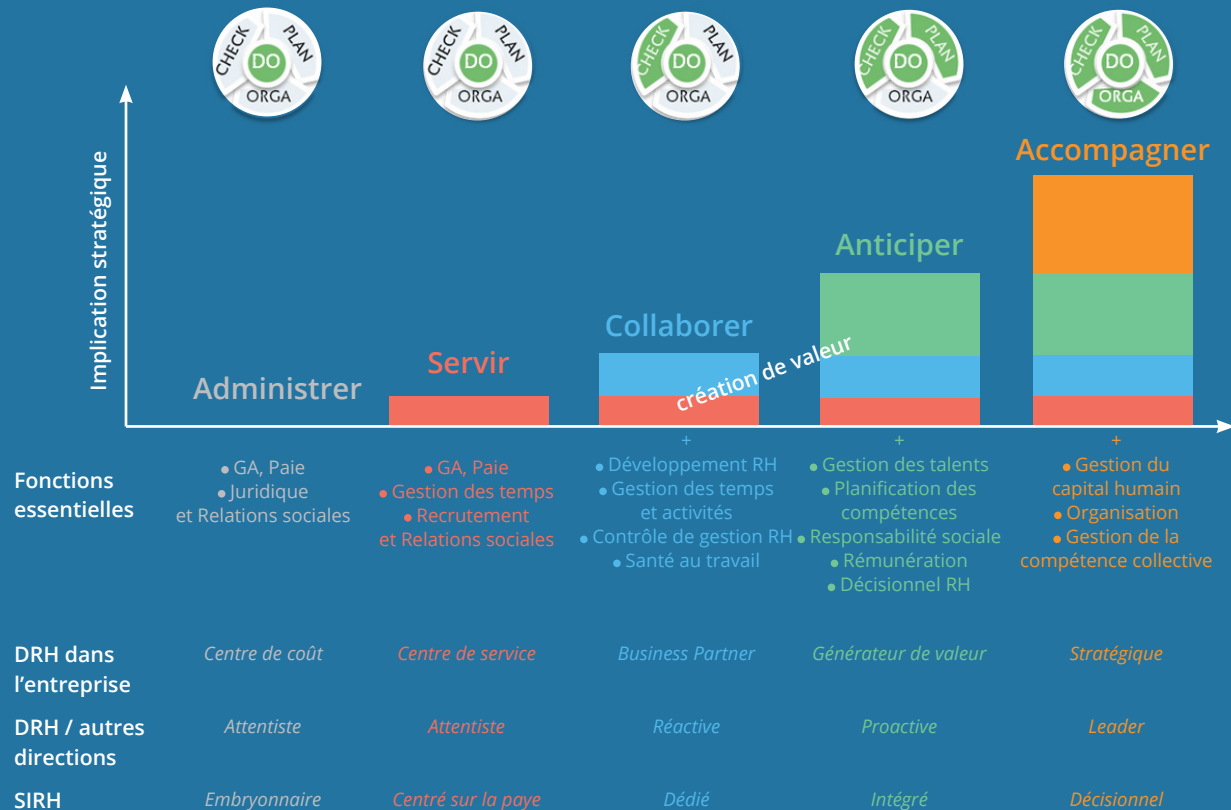 CHECK PLAN DO ORGA
CHECK PLAN DO ORGA
CHECK PLAN DO ORGA
CHECK PLAN DO ORGA
CHECK PLAN DO ORGA
Implication stratégique
Administrer
Servir
Collaborer
Anticiper
Accompagner
création de valeur
Fonctions
essentielles
● GA, Paie
● Juridique
et Relations sociales
● GA, Paie
● Gestion des temps
● Recrutement
et Relations sociales
+
● Développement RH
● Gestion des temps
et activités
● Contrôle de gestion RH
● Santé au travail
+
● Gestion des talents
● Planification des
compétences
● Responsabilité sociale
● Rémunération
● Décisionnel RH
+
● Gestion du
capital humain
● Organisation
● Gestion de la
compétence collective
DRH dans
l’entreprise
Centre de coût
Centre de service
Business Partner
Générateur de valeur
Stratégique
DRH / autres
directions
Attentiste
Attentiste
Réactive
Proactive
Leader
SIRH
Embryonnaire
Centré sur la paye
Dédié
Intégré
Décisionnel